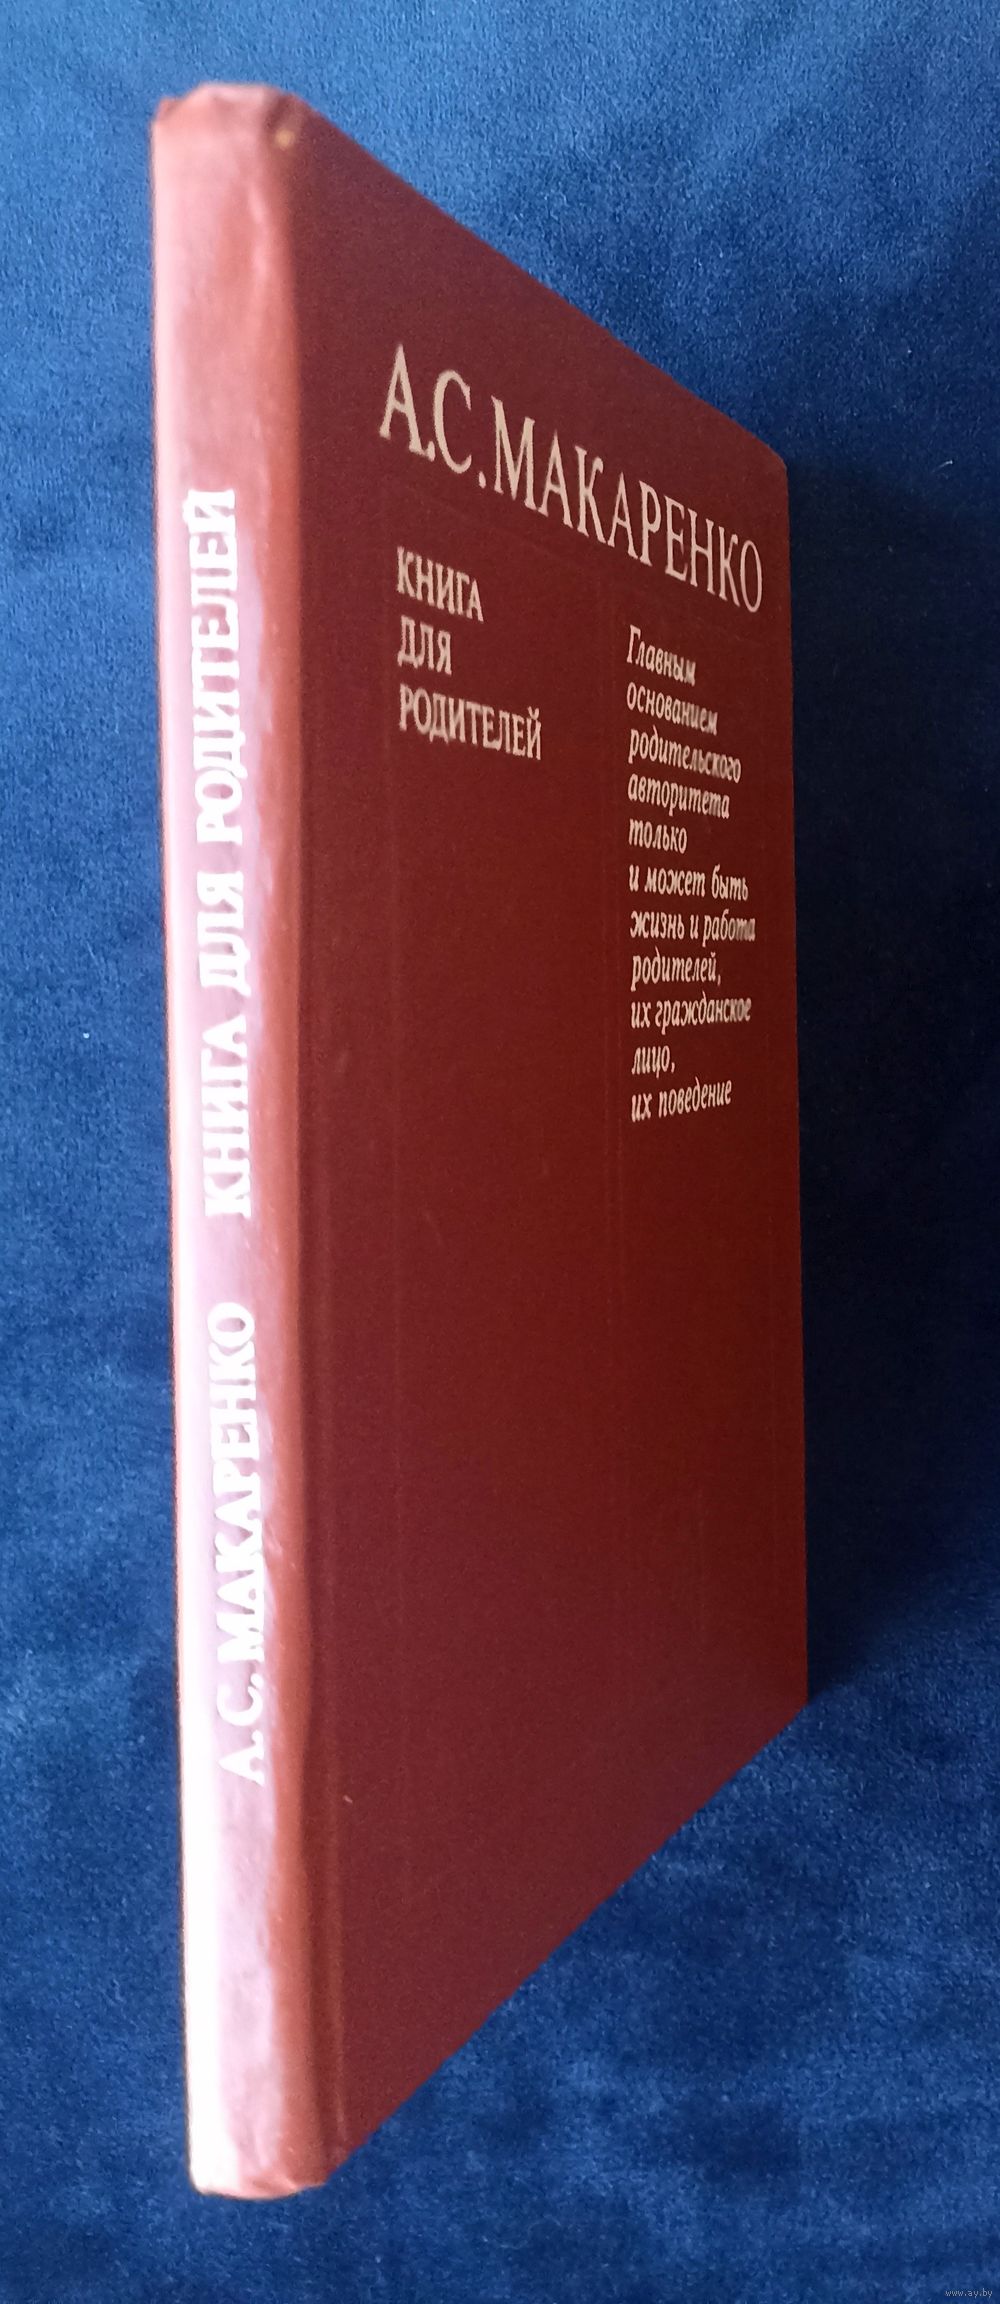 А. С. МАКАРЕНКО КНИГА ДЛЯ РОДИТЕЛЕЙ
А.С.МАКАРЕНКО
КНИГА
ДЛЯ
РОДИТЕЛЕЙ
Главным
основанием
родительского
авторитета
только
и может быть
жизнь и работа
родителей,
их гражданское
лицо,
их поведение
www.ay.by